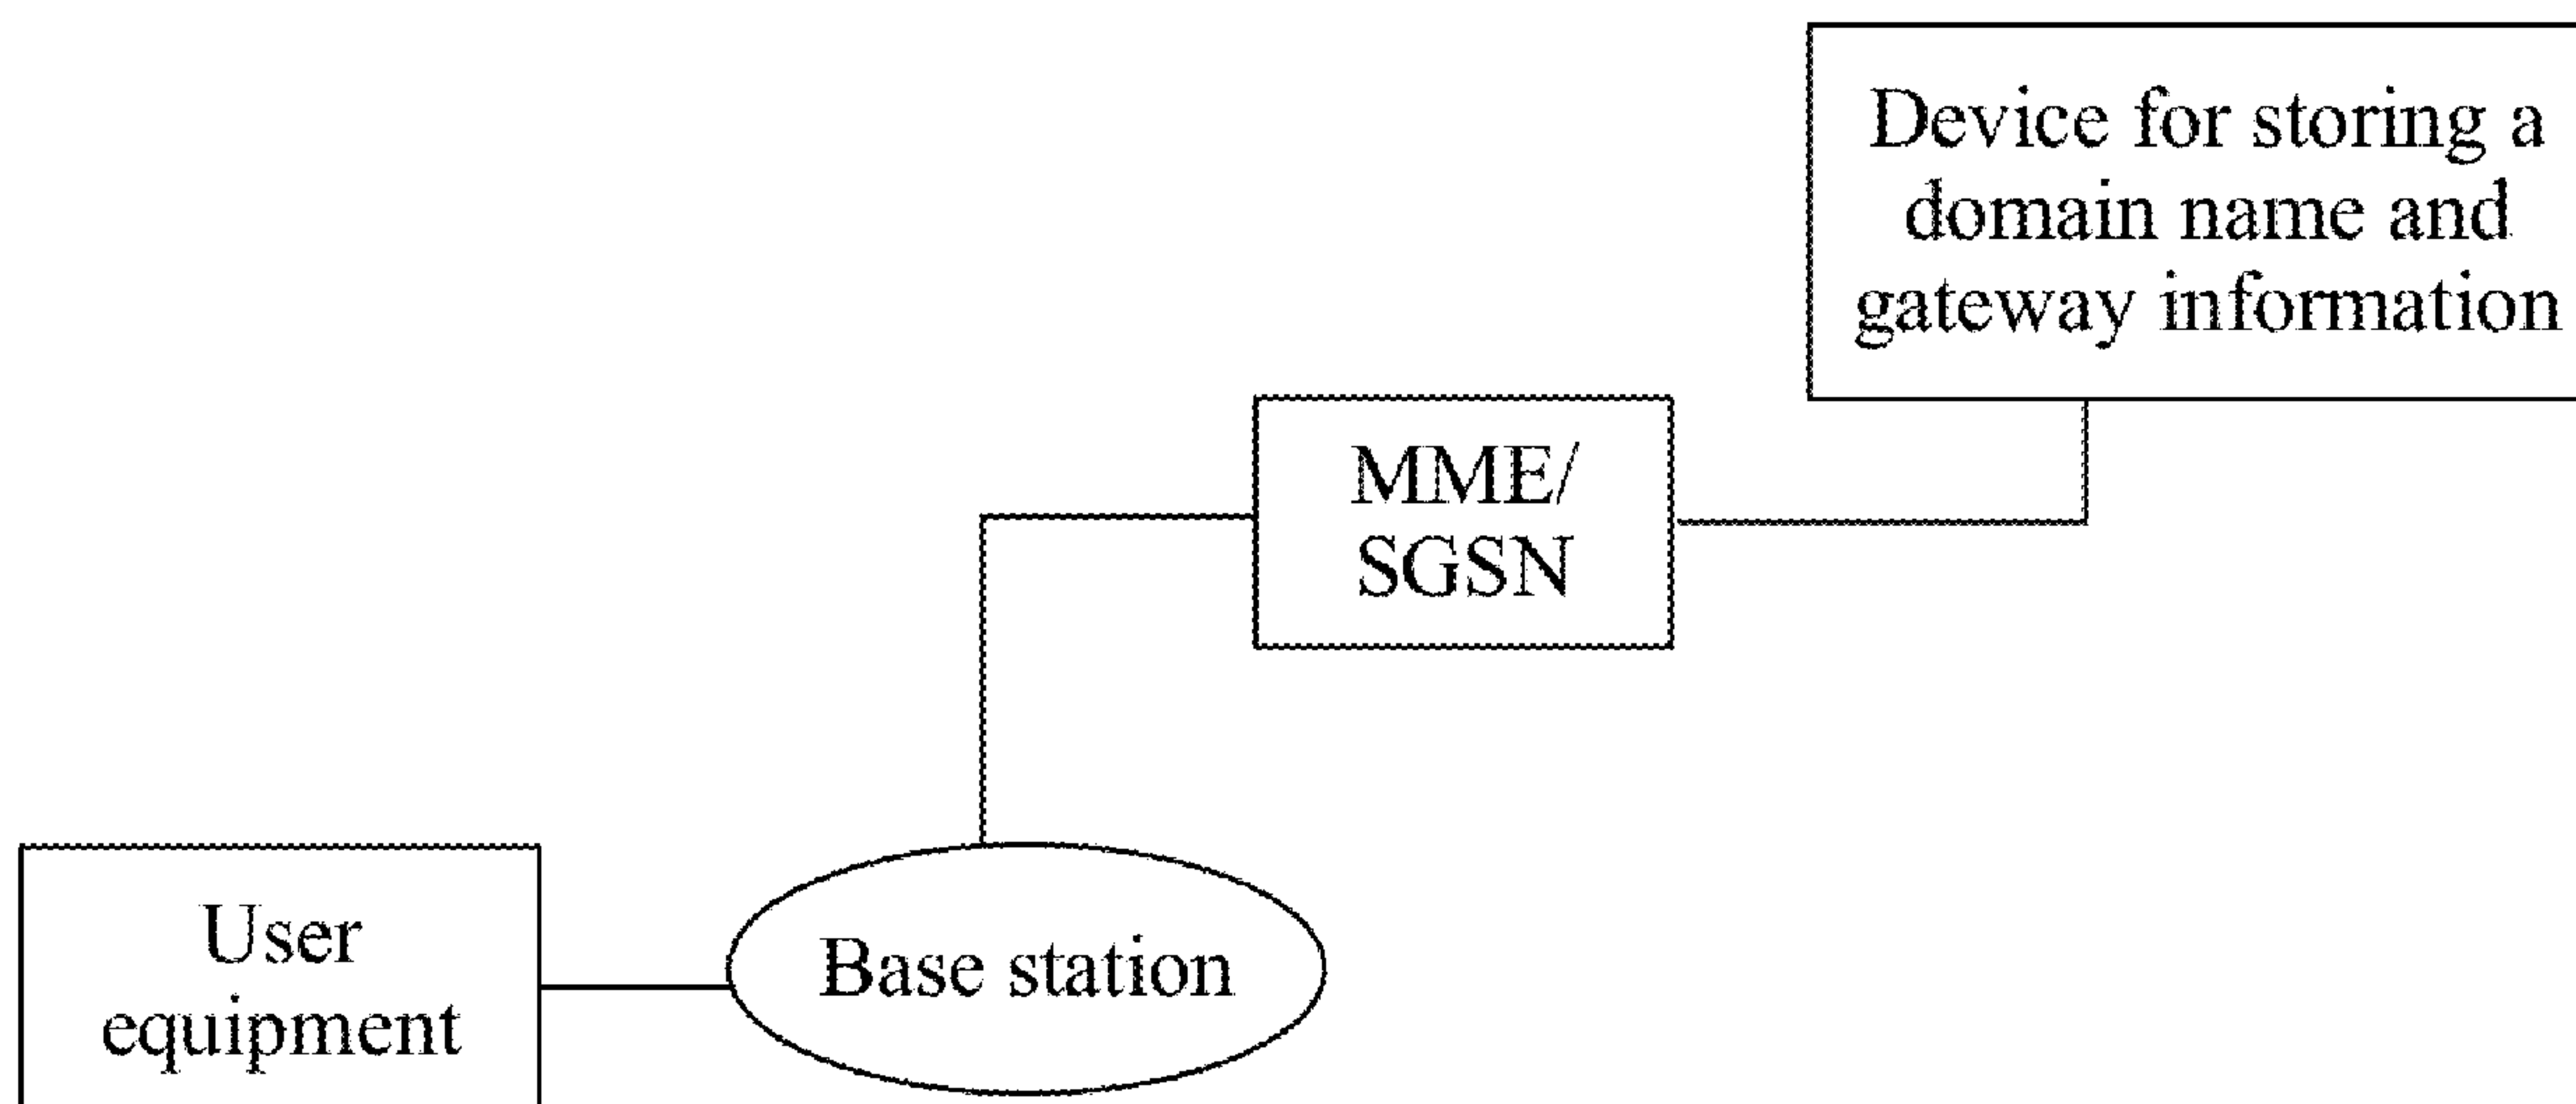 Device for storing a
domain name and
gateway information
MME/
SGSN
User
equipment
Base station